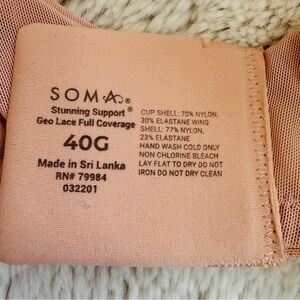 SOMA®
Stunning Support®
Geo Lace Full Coverage
40G
Made in Sri Lanka
RN# 79984
032201
CUP SHELL: 70% NYLON,
30% ELASTANE WING
SHELL: 77% NYLON,
23% ELASTANE
HAND WASH COLD ONLY
NON CHLORINE BLEACH
LAY FLAT TO DRY DO NOT
IRON DO NOT DRY CLEAN